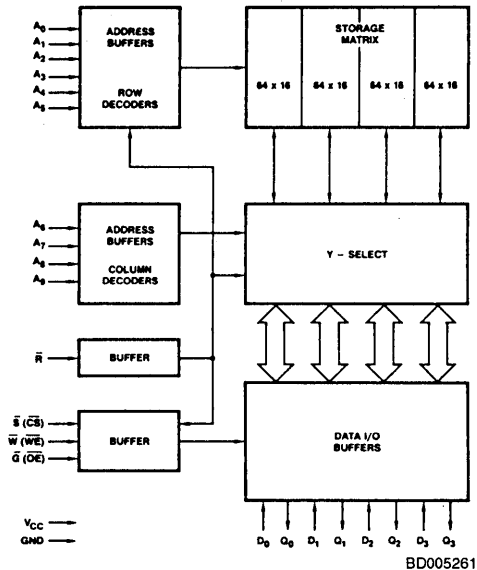 A0
A1
A2
A3
A4
A5
ADDRESS
BUFFERS
ROW
DECODERS
STORAGE
MATRIX
64 x 16
64 x 16
64 x 16
64 x 16
A6
A7
A8
A9
ADDRESS
BUFFERS
COLUMN
DECODERS
Y – SELECT
R̅
BUFFER
S̅ (C̅S̅)
W̅ (W̅E̅)
G̅ (O̅E̅)
BUFFER
DATA I/O
BUFFERS
VCC
GND
D0 Q0 D1 Q1 D2 Q2 D3 Q3
BD005261